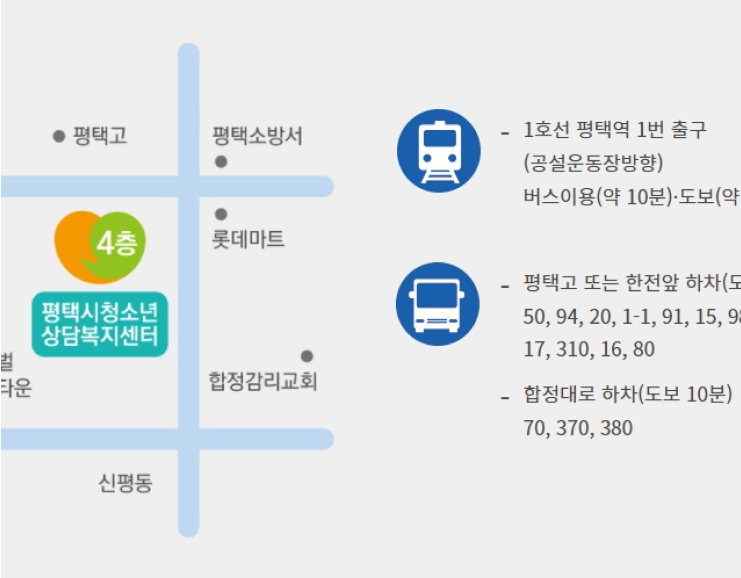 평택고
평택소방서
롯데마트
4층
평택시청소년
상담복지센터
타운
합정감리교회
신평동
- 1호선 평택역 1번 출구
(공설운동장방향)
버스이용(약 10분)·도보(약
- 평택고 또는 한전앞 하차(도
50, 94, 20, 1-1, 91, 15, 98
17, 310, 16, 80
- 합정대로 하차(도보 10분)
70, 370, 380